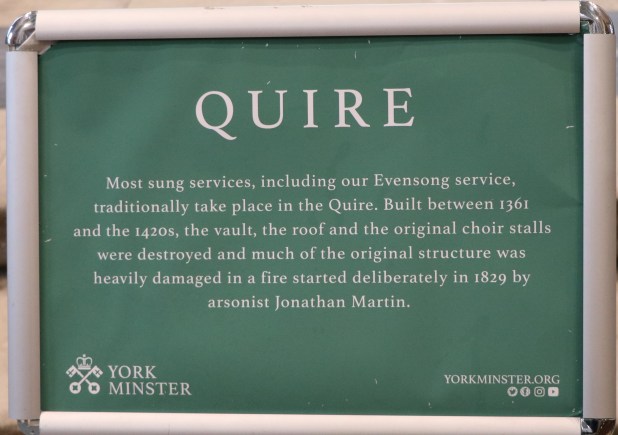 QUIRE
Most sung services, including our Evensong service,
traditionally take place in the Quire. Built between 1361
and the 1420s, the vault, the roof and the original choir stalls
were destroyed and much of the original structure was
heavily damaged in a fire started deliberately in 1829 by
arsonist Jonathan Martin.
YORK
MINSTER
YORKMINSTER.ORG